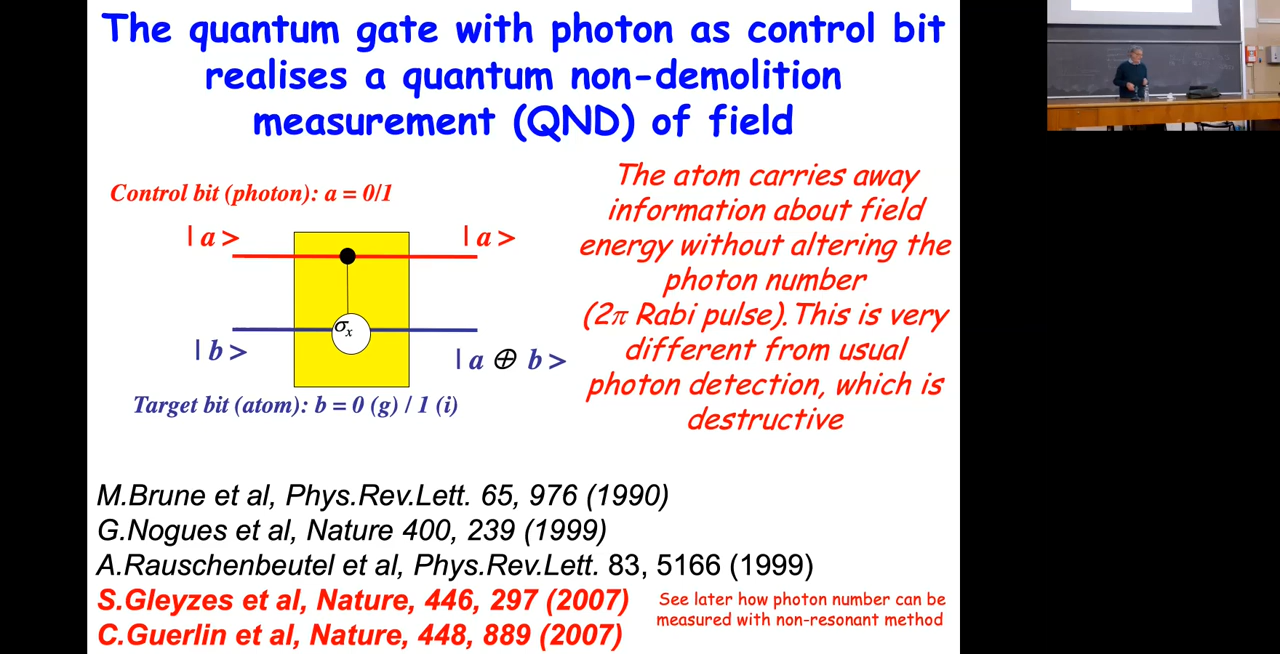 The quantum gate with photon as control bit
realises a quantum non-demolition
measurement (QND) of field
Control bit (photon): a = 0/1
| a >
| a >
σx
| b >
| a ⊕ b >
Target bit (atom): b = 0 (g) / 1 (i)
The atom carries away
information about field
energy without altering the
photon number
(2π Rabi pulse). This is very
different from usual
photon detection, which is
destructive
M.Brune et al, Phys.Rev.Lett. 65, 976 (1990)
G.Nogues et al, Nature 400, 239 (1999)
A.Rauschenbeutel et al, Phys.Rev.Lett. 83, 5166 (1999)
S.Gleyzes et al, Nature, 446, 297 (2007)
C.Guerlin et al, Nature, 448, 889 (2007)
See later how photon number can be
measured with non-resonant method